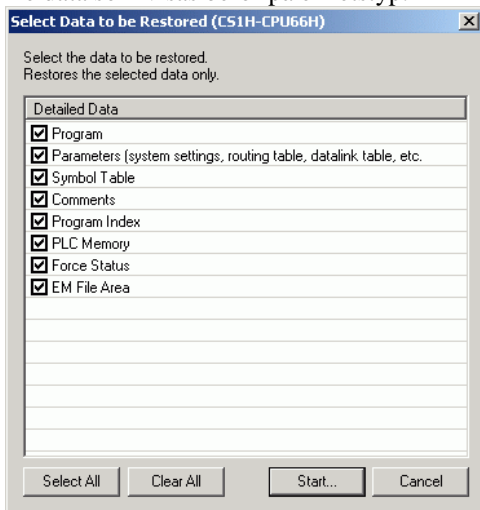 Select Data to be Restored (CS1H-CPU66H)
Select the data to be restored.
Restores the selected data only.
Detailed Data
Program
Parameters (system settings, routing table, datalink table, etc.
Symbol Table
Comments
Program Index
PLC Memory
Force Status
EM File Area
Select All
Clear All
Start...
Cancel